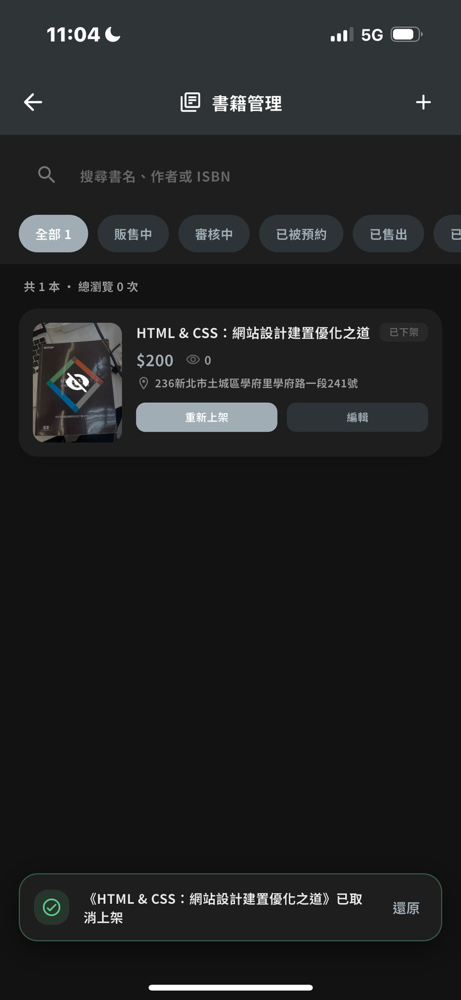 11:04
5G
書籍管理
搜尋書名、作者或 ISBN
全部 1
販售中
審核中
已被預約
已售出
已
共 1 本 · 總瀏覽 0 次
HTML & CSS：網站設計建置優化之道
已下架
$200
0
236新北市土城區學府里學府路一段241號
重新上架
編輯
《HTML & CSS：網站設計建置優化之道》已取
消上架
還原